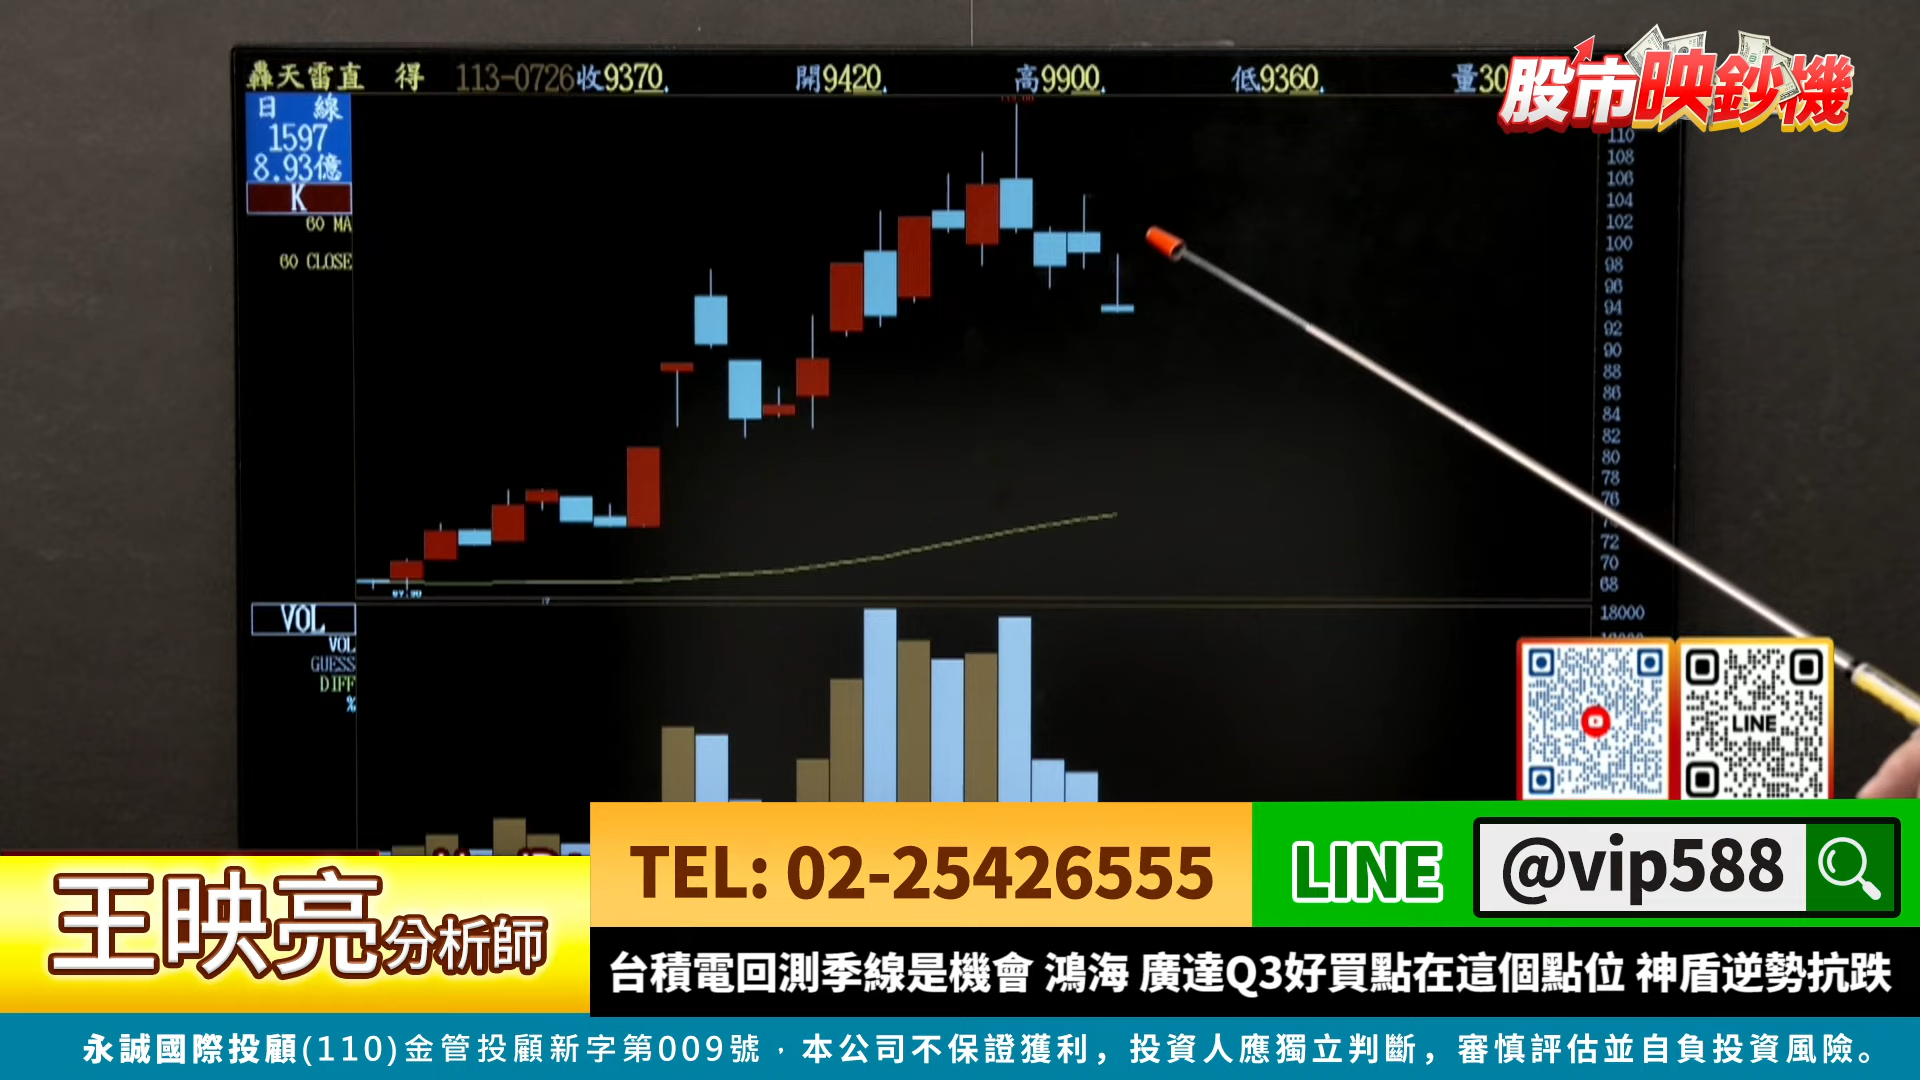 轟天雷直 得 113-0726收9370. 開9420. 高9900. 低9360. 量30
股市映鈔機
日 線
1597
8.93億
K
60 MA
60 CLOSE
110
108
106
104
102
100
98
96
94
92
90
88
86
84
82
80
78
76
72
70
68
VOL
18000
VOL
GUESS
DIFF
%
LINE
王映亮分析師
TEL: 02-25426555
LINE @vip588
台積電回測季線是機會 鴻海 廣達Q3好買點在這個點位 神盾逆勢抗跌
永誠國際投顧(110)金管投顧新字第009號，本公司不保證獲利，投資人應獨立判斷，審慎評估並自負投資風險。